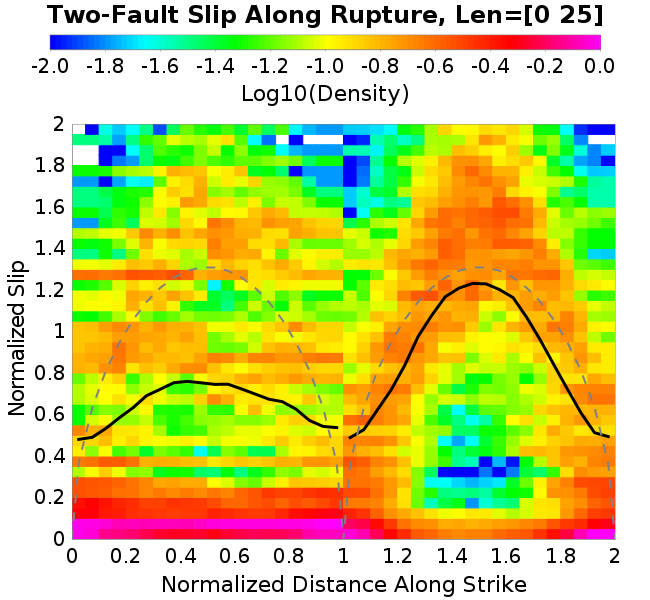 Two-Fault Slip Along Rupture, Len=[0 25]
-2.0 -1.8 -1.6 -1.4 -1.2 -1.0 -0.8 -0.6 -0.4 -0.2 0.0
Log10(Density)
2
1.8
1.6
1.4
1.2
1
0.8
0.6
0.4
0.2
0
Normalized Slip
0 0.2 0.4 0.6 0.8 1 1.2 1.4 1.6 1.8 2
Normalized Distance Along Strike